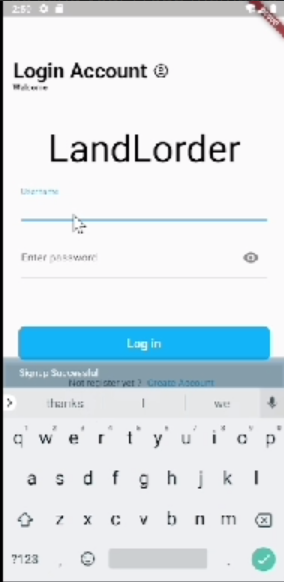 2:50
Login Account
Welcome
LandLorder
Username
Enter password
Log in
Signup Successful
Not register yet ? Create Account
thanks I we
q w e r t y u i o p
a s d f g h j k l
z x c v b n m
?123 , .